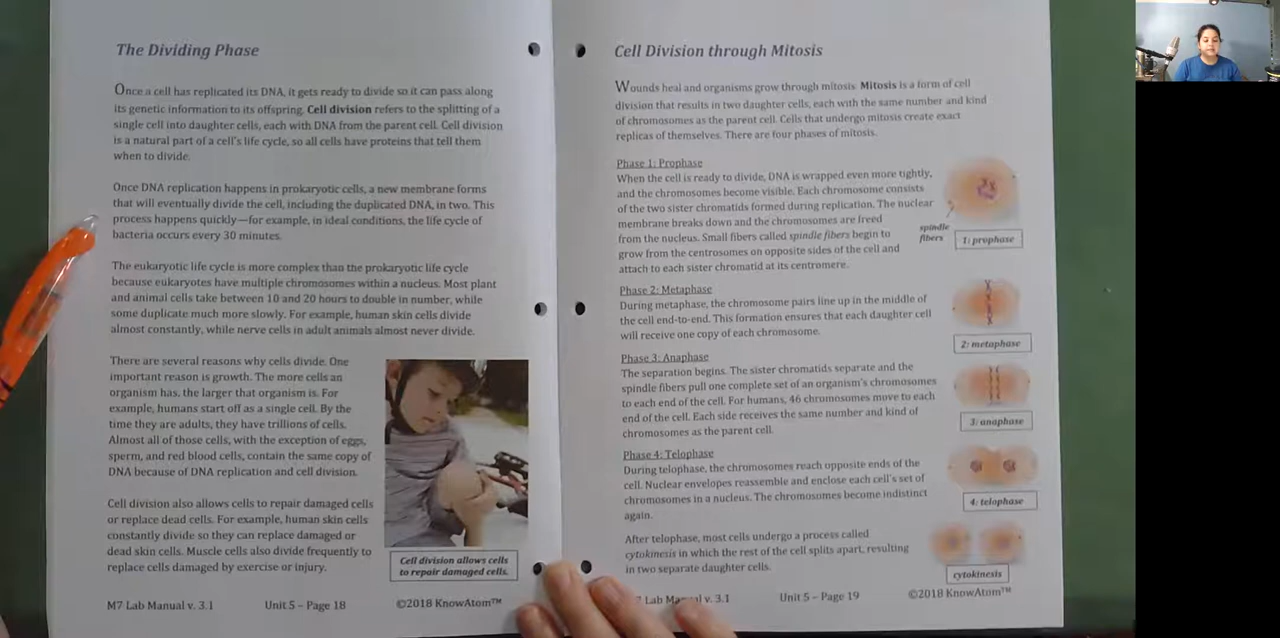 The Dividing Phase
Once a cell has replicated its DNA, it gets ready to divide so it can pass along
its genetic information to its offspring. Cell division refers to the splitting of a
single cell into daughter cells, each with DNA from the parent cell. Cell division
is a natural part of a cell's life cycle, so all cells have proteins that tell them
when to divide.
Once DNA replication happens in prokaryotic cells, a new membrane forms
that will eventually divide the cell, including the duplicated DNA, in two. This
process happens quickly—for example, in ideal conditions, the life cycle of
bacteria occurs every 30 minutes.
The eukaryotic life cycle is more complex than the prokaryotic life cycle
because eukaryotes have multiple chromosomes within a nucleus. Most plant
and animal cells take between 10 and 20 hours to double in number, while
some duplicate much more slowly. For example, human skin cells divide
almost constantly, while nerve cells in adult animals almost never divide.
There are several reasons why cells divide. One
important reason is growth. The more cells an
organism has, the larger that organism is. For
example, humans start off as a single cell. By the
time they are adults, they have trillions of cells.
Almost all of those cells, with the exception of eggs,
sperm, and red blood cells, contain the same copy of
DNA because of DNA replication and cell division.
Cell division also allows cells to repair damaged cells
or replace dead cells. For example, human skin cells
constantly divide so they can replace damaged or
dead skin cells. Muscle cells also divide frequently to
replace cells damaged by exercise or injury.
Cell division allows cells
to repair damaged cells.
M7 Lab Manual v. 3.1 Unit 5 – Page 18 ©2018 KnowAtom™
Cell Division through Mitosis
Wounds heal and organisms grow through mitosis. Mitosis is a form of cell
division that results in two daughter cells, each with the same number and kind
of chromosomes as the parent cell. Cells that undergo mitosis create exact
replicas of themselves. There are four phases of mitosis.
Phase 1: Prophase
When the cell is ready to divide, DNA is wrapped even more tightly,
and the chromosomes become visible. Each chromosome consists
of the two sister chromatids formed during replication. The nuclear
membrane breaks down and the chromosomes are freed
from the nucleus. Small fibers called spindle fibers begin to
grow from the centrosomes on opposite sides of the cell and
attach to each sister chromatid at its centromere.
spindle
fibers
1: prophase
Phase 2: Metaphase
During metaphase, the chromosome pairs line up in the middle of
the cell end-to-end. This formation ensures that each daughter cell
will receive one copy of each chromosome.
2: metaphase
Phase 3: Anaphase
The separation begins. The sister chromatids separate and the
spindle fibers pull one complete set of an organism's chromosomes
to each end of the cell. For humans, 46 chromosomes move to each
end of the cell. Each side receives the same number and kind of
chromosomes as the parent cell.
3: anaphase
Phase 4: Telophase
During telophase, the chromosomes reach opposite ends of the
cell. Nuclear envelopes reassemble and enclose each cell's set of
chromosomes in a nucleus. The chromosomes become indistinct
again.
4: telophase
After telophase, most cells undergo a process called
cytokinesis in which the rest of the cell splits apart, resulting
in two separate daughter cells.
cytokinesis
7 Lab Manual v. 3.1 Unit 5 – Page 19 ©2018 KnowAtom™